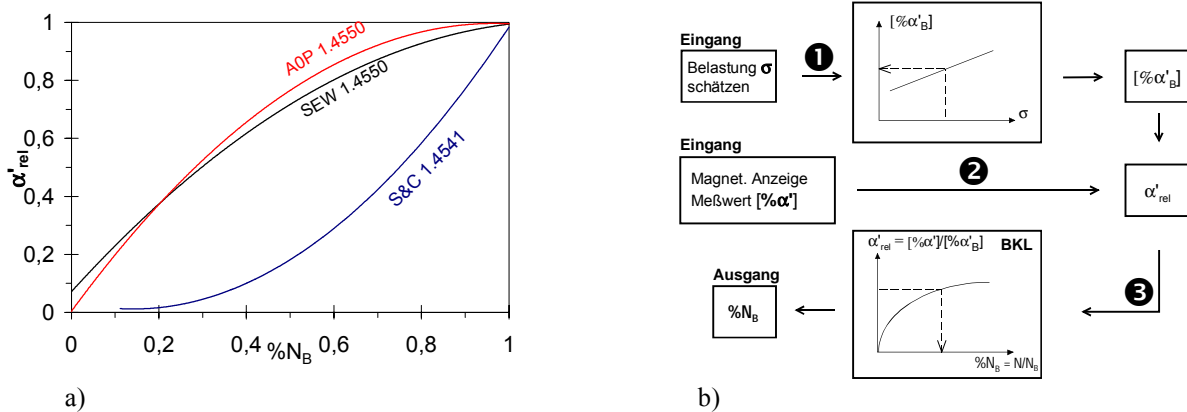 1
0,8
0,6
0,4
0,2
0
α'rel
A0P 1.4550
SEW 1.4550
S&C 1.4541
0
0,2
0,4
%NB
0,6
0,8
1
a)
Eingang
Belastung σ
schätzen
❶
[%α'B]
σ
[%α'B]
Eingang
Magnet. Anzeige
Meßwert [%α']
❷
α'rel
α'rel = [%α']/[%α'B] BKL
%NB = N/NB
❸
Ausgang
%NB
b)